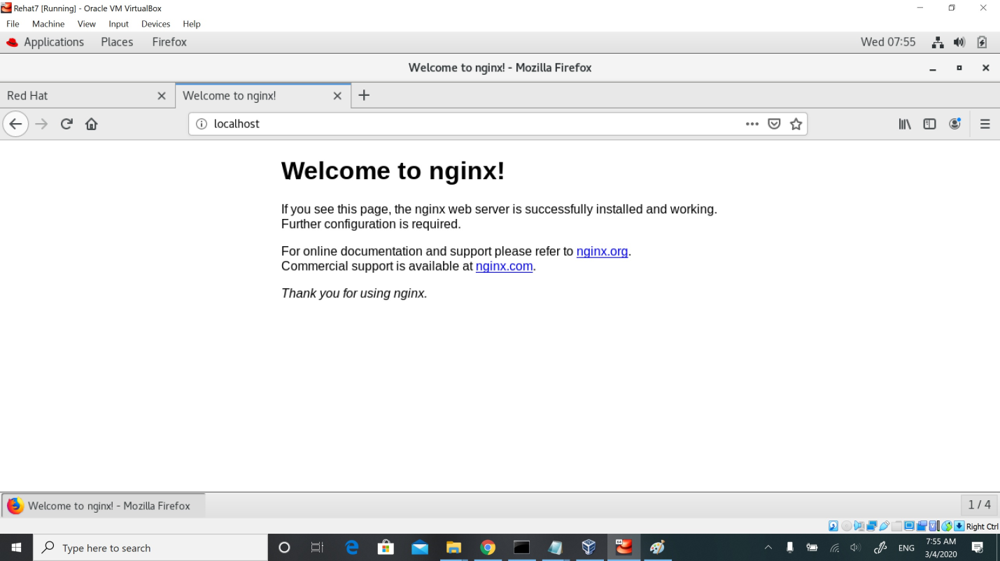 Rehat7 [Running] - Oracle VM VirtualBox
File Machine View Input Devices Help
Applications Places Firefox Wed 07:55
Welcome to nginx! - Mozilla Firefox
Red Hat Welcome to nginx!
localhost
Welcome to nginx!
If you see this page, the nginx web server is successfully installed and working.
Further configuration is required.
For online documentation and support please refer to nginx.org.
Commercial support is available at nginx.com.
Thank you for using nginx.
Welcome to nginx! - Mozilla Firefox 1 / 4
Right Ctrl
Type here to search ENG 7:55 AM
3/4/2020